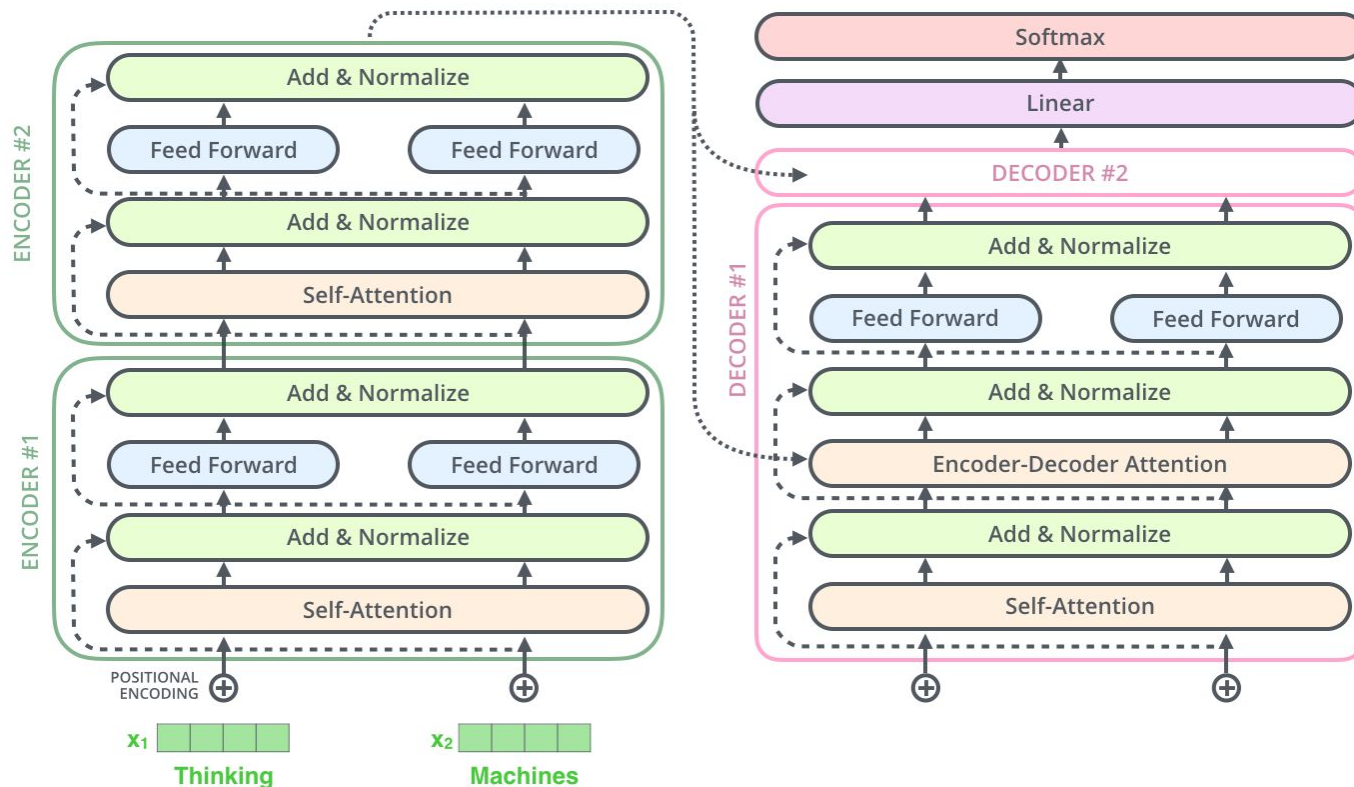 ENCODER #2
Add & Normalize
Feed Forward
Feed Forward
Add & Normalize
Self-Attention
ENCODER #1
Add & Normalize
Feed Forward
Feed Forward
Add & Normalize
Self-Attention
POSITIONAL
ENCODING
x1
x2
Thinking
Machines
Softmax
Linear
DECODER #2
DECODER #1
Add & Normalize
Feed Forward
Feed Forward
Add & Normalize
Encoder-Decoder Attention
Add & Normalize
Self-Attention